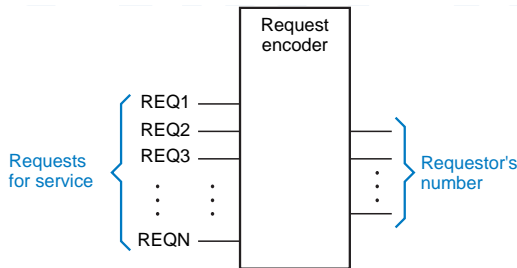 Request
encoder
REQ1
REQ2
REQ3
REQN
Requests
for service
Requestor's
number